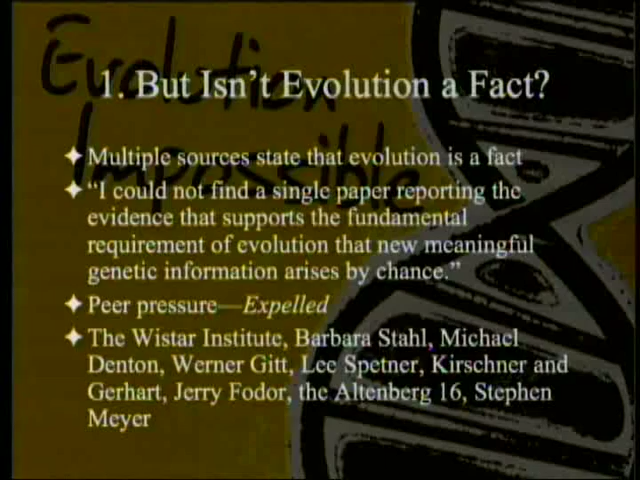 Evolution
Impossible
1. But Isn't Evolution a Fact?
Multiple sources state that evolution is a fact
“I could not find a single paper reporting the
evidence that supports the fundamental
requirement of evolution that new meaningful
genetic information arises by chance.”
Peer pressure—Expelled
The Wistar Institute, Barbara Stahl, Michael
Denton, Werner Gitt, Lee Spetner, Kirschner and
Gerhart, Jerry Fodor, the Altenberg 16, Stephen
Meyer